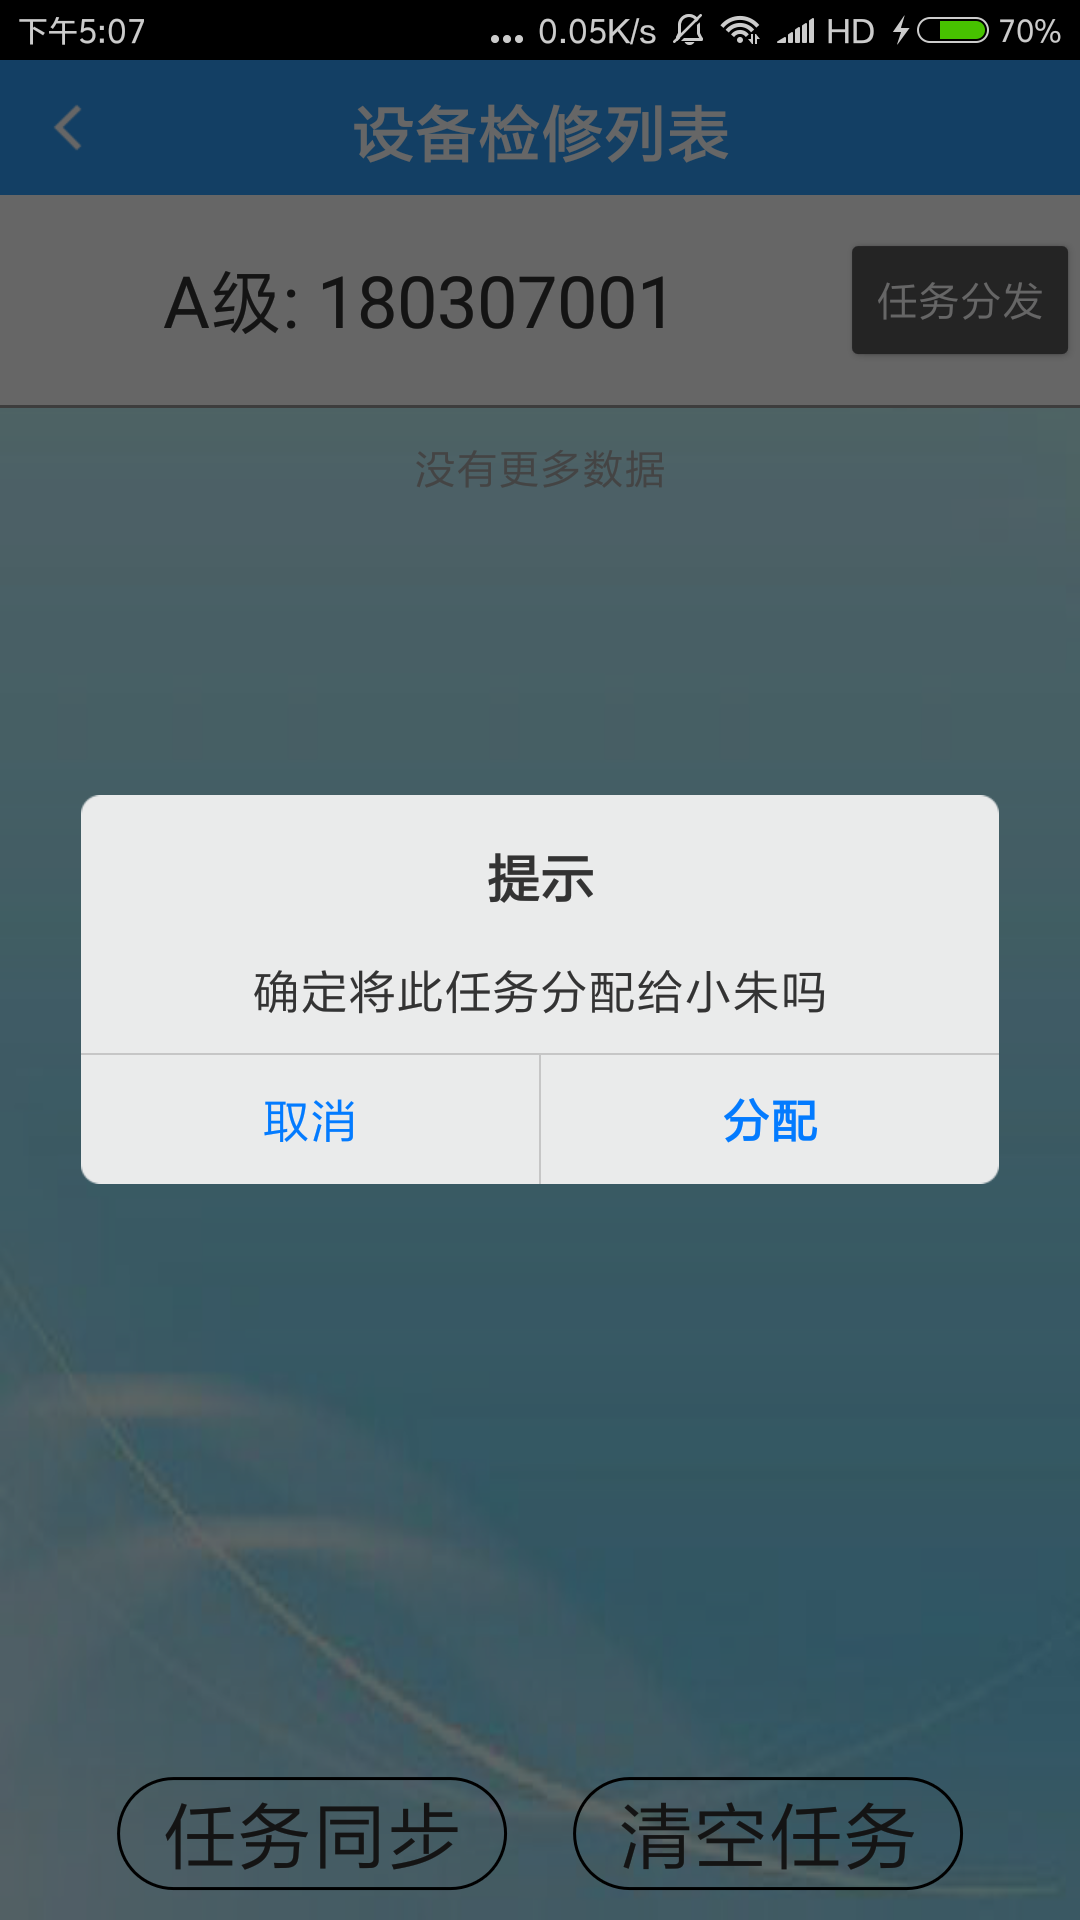 下午5:07
... 0.05K/s HD 70%
设备检修列表
A级: 180307001
任务分发
没有更多数据
提示
确定将此任务分配给小朱吗
取消
分配
任务同步
清空任务